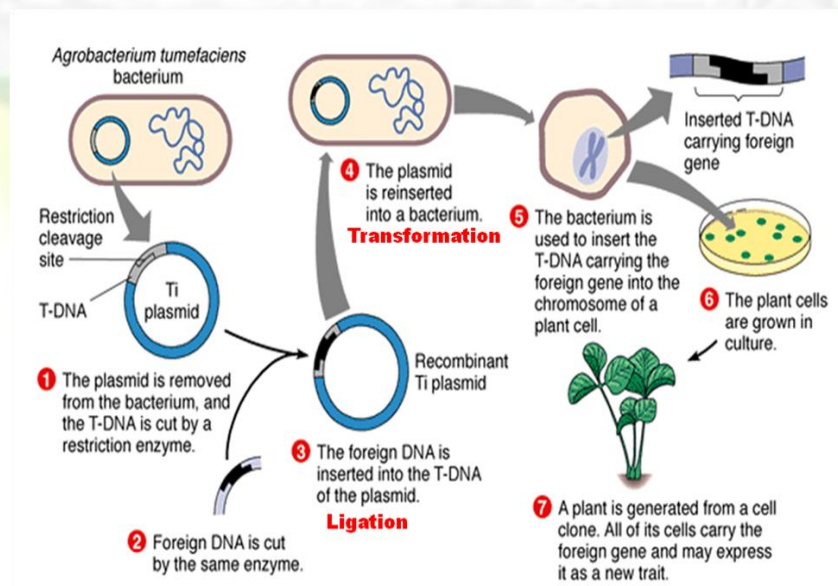 Agrobacterium tumefaciens
bacterium
Restriction
cleavage
site
T-DNA
Ti
plasmid
1 The plasmid is removed
from the bacterium, and
the T-DNA is cut by a
restriction enzyme.
2 Foreign DNA is cut
by the same enzyme.
Recombinant
Ti plasmid
3 The foreign DNA is
inserted into the T-DNA
of the plasmid.
Ligation
4 The plasmid
is reinserted
into a bacterium.
Transformation
5 The bacterium is
used to insert the
T-DNA carrying the
foreign gene into the
chromosome of a
plant cell.
Inserted T-DNA
carrying foreign
gene
6 The plant cells
are grown in
culture.
7 A plant is generated from a cell
clone. All of its cells carry the
foreign gene and may express
it as a new trait.